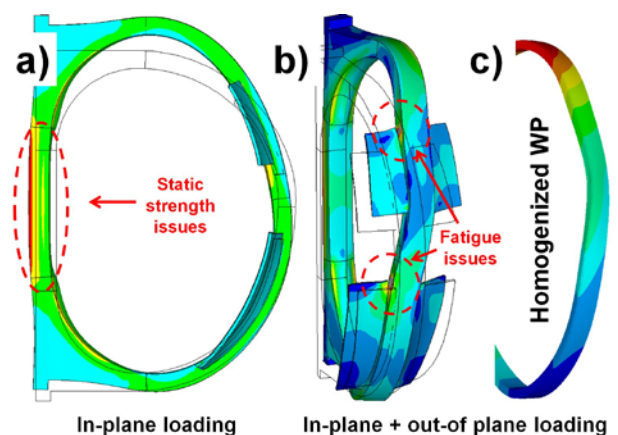 a)
b)
c)
Static
strength
issues
Fatigue
issues
Homogenized WP
In-plane loading
In-plane + out-of plane loading